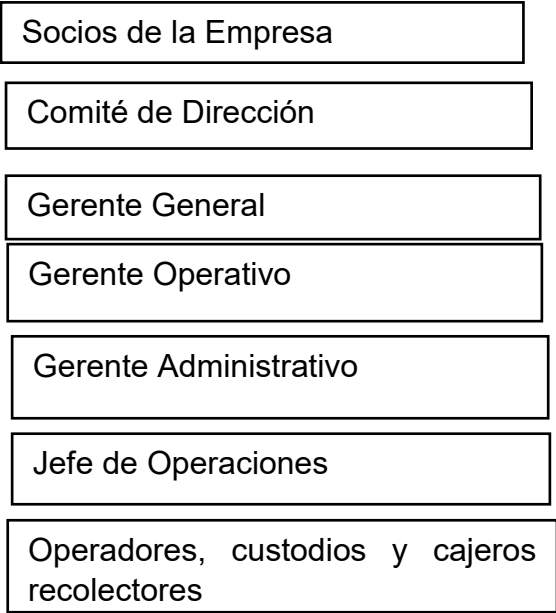 Socios de la Empresa
Comité de Dirección
Gerente General
Gerente Operativo
Gerente Administrativo
Jefe de Operaciones
Operadores, custodios y cajeros
recolectores